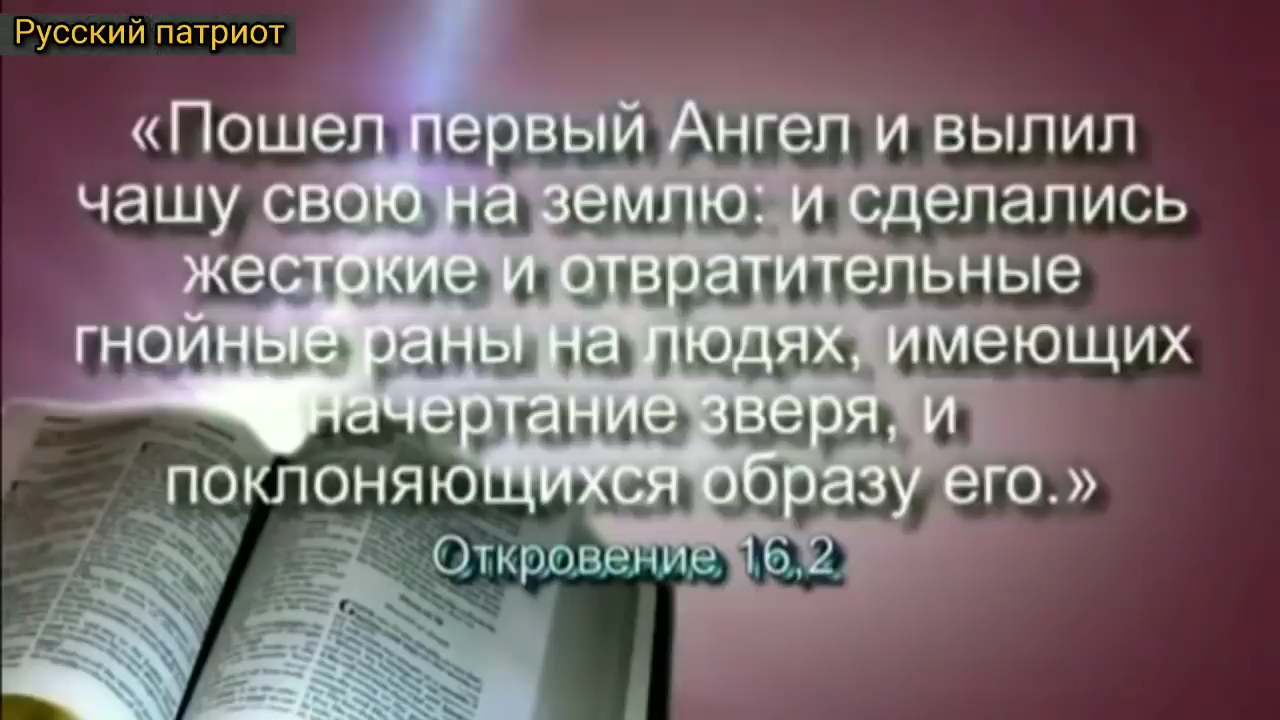 Русский патриот
«Пошел первый Ангел и вылил
чашу свою на землю: и сделались
жестокие и отвратительные
гнойные раны на людях, имеющих
начертание зверя, и
поклоняющихся образу его.»
Откровение 16,2